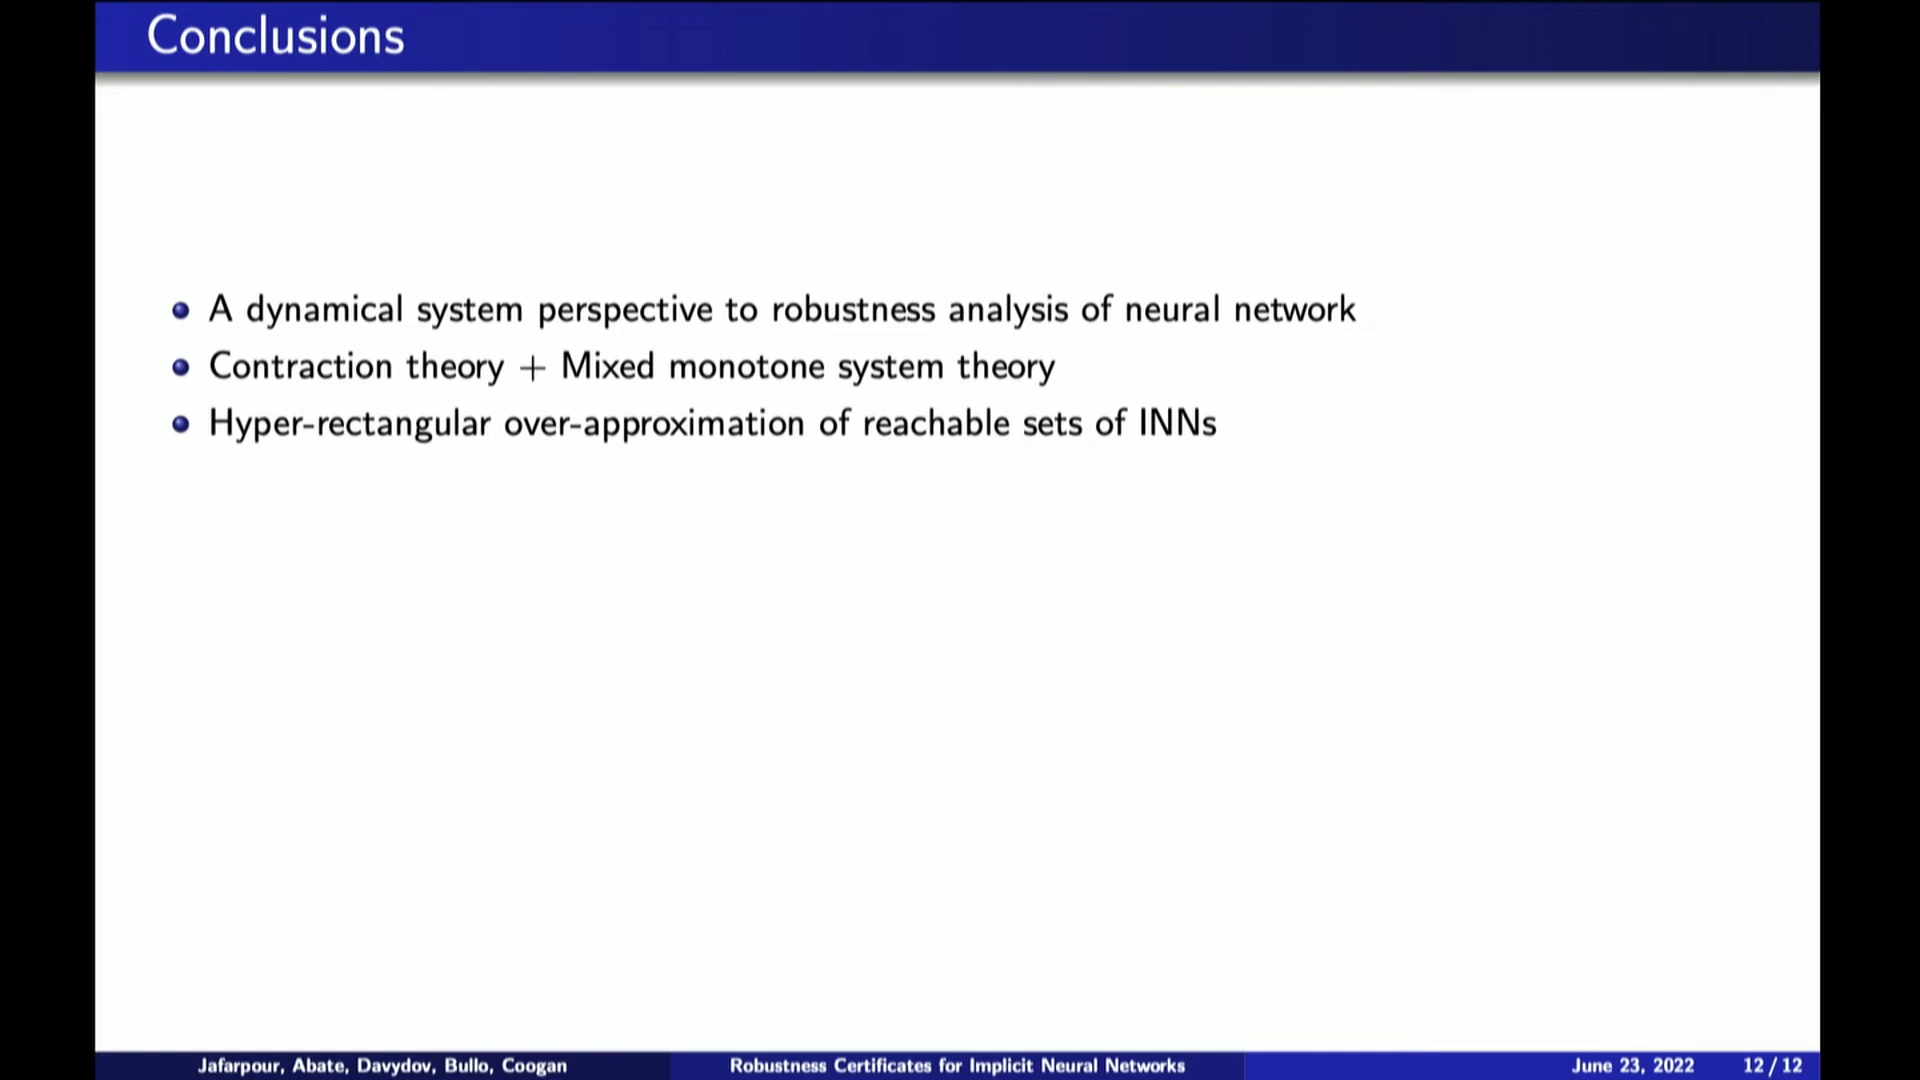 Conclusions
A dynamical system perspective to robustness analysis of neural network
Contraction theory + Mixed monotone system theory
Hyper-rectangular over-approximation of reachable sets of INNs
Jafarpour, Abate, Davydov, Bullo, Coogan
Robustness Certificates for Implicit Neural Networks
June 23, 2022
12 / 12